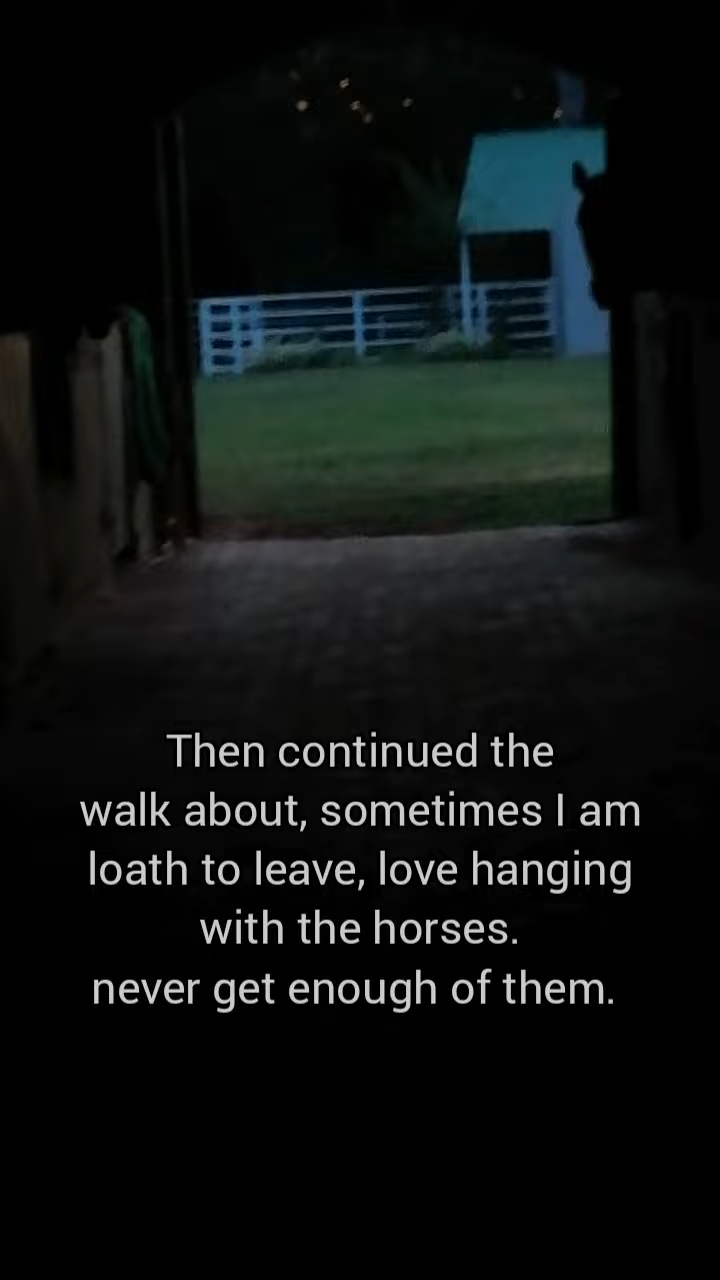 Then continued the
walk about, sometimes I am
loath to leave, love hanging
with the horses.
never get enough of them.